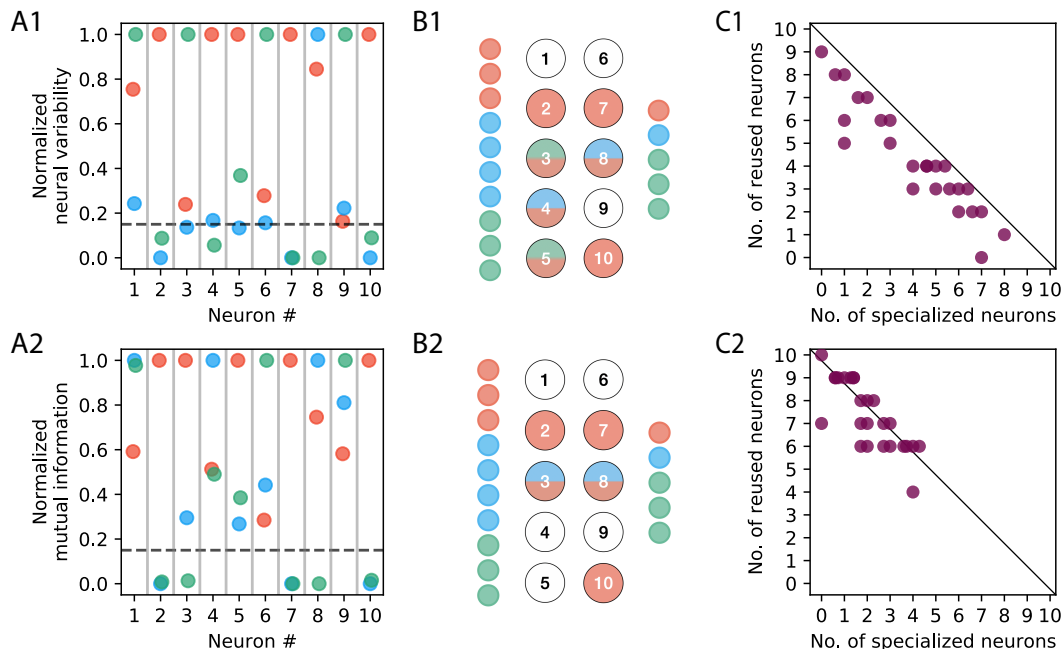 A1
Normalized
neural variability
1.0
0.8
0.6
0.4
0.2
0.0
1 2 3 4 5 6 7 8 9 10
Neuron #
B1
1 6
2 7
3 8
4 9
5 10
C1
No. of reused neurons
10
9
8
7
6
5
4
3
2
1
0
0 1 2 3 4 5 6 7 8 9 10
No. of specialized neurons
A2
Normalized
mutual information
1.0
0.8
0.6
0.4
0.2
0.0
1 2 3 4 5 6 7 8 9 10
Neuron #
B2
1 6
2 7
3 8
4 9
5 10
C2
No. of reused neurons
10
9
8
7
6
5
4
3
2
1
0
0 1 2 3 4 5 6 7 8 9 10
No. of specialized neurons